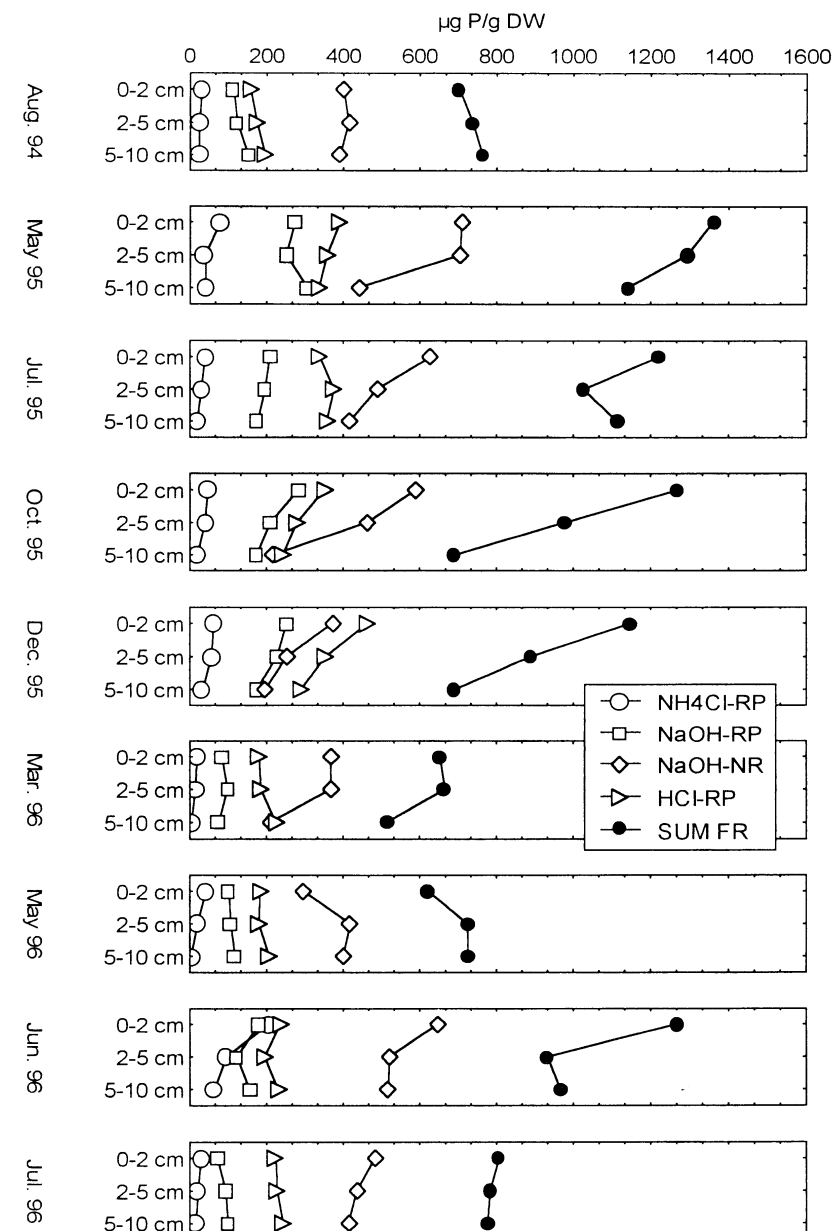 µg P/g DW
0 200 400 600 800 1000 1200 1400 1600
Aug. 94
0-2 cm
2-5 cm
5-10 cm
May 95
0-2 cm
2-5 cm
5-10 cm
Jul. 95
0-2 cm
2-5 cm
5-10 cm
Oct. 95
0-2 cm
2-5 cm
5-10 cm
Dec. 95
0-2 cm
2-5 cm
5-10 cm
NH4Cl-RP
NaOH-RP
NaOH-NR
HCl-RP
SUM FR
Mar. 96
0-2 cm
2-5 cm
5-10 cm
May 96
0-2 cm
2-5 cm
5-10 cm
Jun. 96
0-2 cm
2-5 cm
5-10 cm
Jul. 96
0-2 cm
2-5 cm
5-10 cm